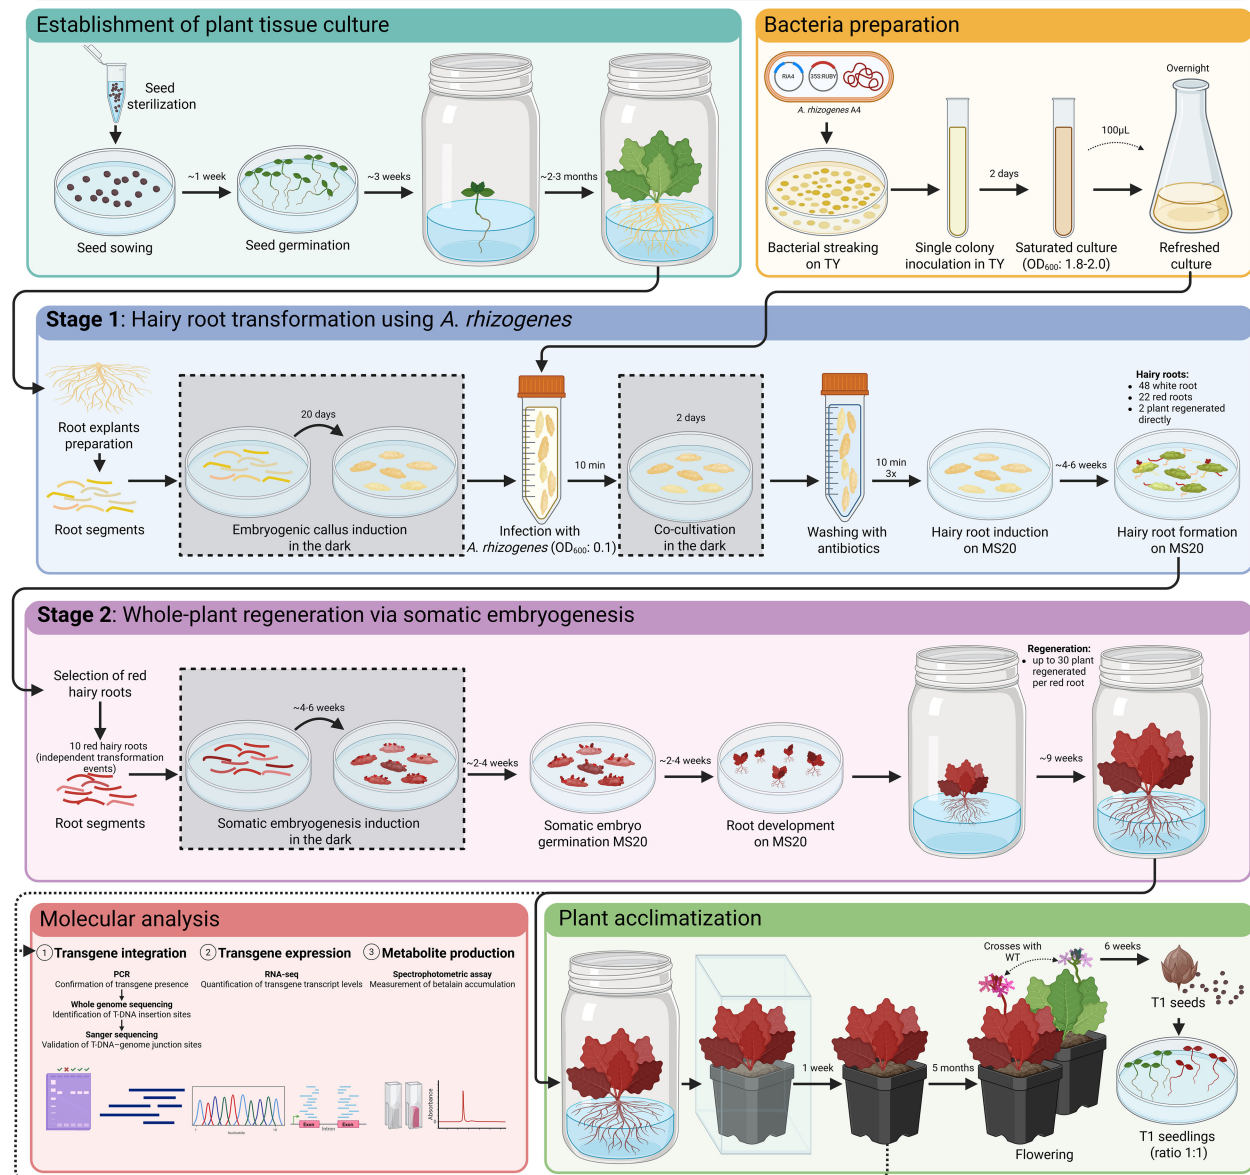 Establishment of plant tissue culture
Seed
sterilization
~1 week
~3 weeks
~2-3 months
Seed sowing
Seed germination
Bacteria preparation
RiA4
35S:RUBY
A. rhizogenes A4
Overnight
100µL
2 days
Bacterial streaking
on TY
Single colony
inoculation in TY
Saturated culture
(OD600: 1.8-2.0)
Refreshed
culture
Stage 1: Hairy root transformation using A. rhizogenes
Root explants
preparation
Root segments
20 days
Embryogenic callus induction
in the dark
Infection with
A. rhizogenes (OD600: 0.1)
10 min
2 days
Co-cultivation
in the dark
Washing with
antibiotics
10 min
3x
Hairy root induction
on MS20
~4-6 weeks
Hairy roots:
• 48 white root
• 22 red roots
• 2 plant regenerated
directly
Hairy root formation
on MS20
Stage 2: Whole-plant regeneration via somatic embryogenesis
Selection of red
hairy roots
10 red hairy roots
(independent transformation
events)
Root segments
~4-6 weeks
Somatic embryogenesis induction
in the dark
~2-4 weeks
Somatic embryo
germination MS20
~2-4 weeks
Root development
on MS20
Regeneration:
• up to 30 plant
regenerated
per red root
~9 weeks
Molecular analysis
1 Transgene integration
PCR
Confirmation of transgene presence
Whole genome sequencing
Identification of T-DNA insertion sites
Sanger sequencing
Validation of T-DNA–genome junction sites
2 Transgene expression
RNA-seq
Quantification of transgene transcript levels
3 Metabolite production
Spectrophotometric assay
Measurement of betalain accumulation
Nucleotide
Exon
Intron
Exon
Absorbance
0
Plant acclimatization
1 week
5 months
Crosses with
WT
6 weeks
T1 seeds
Flowering
T1 seedlings
(ratio 1:1)